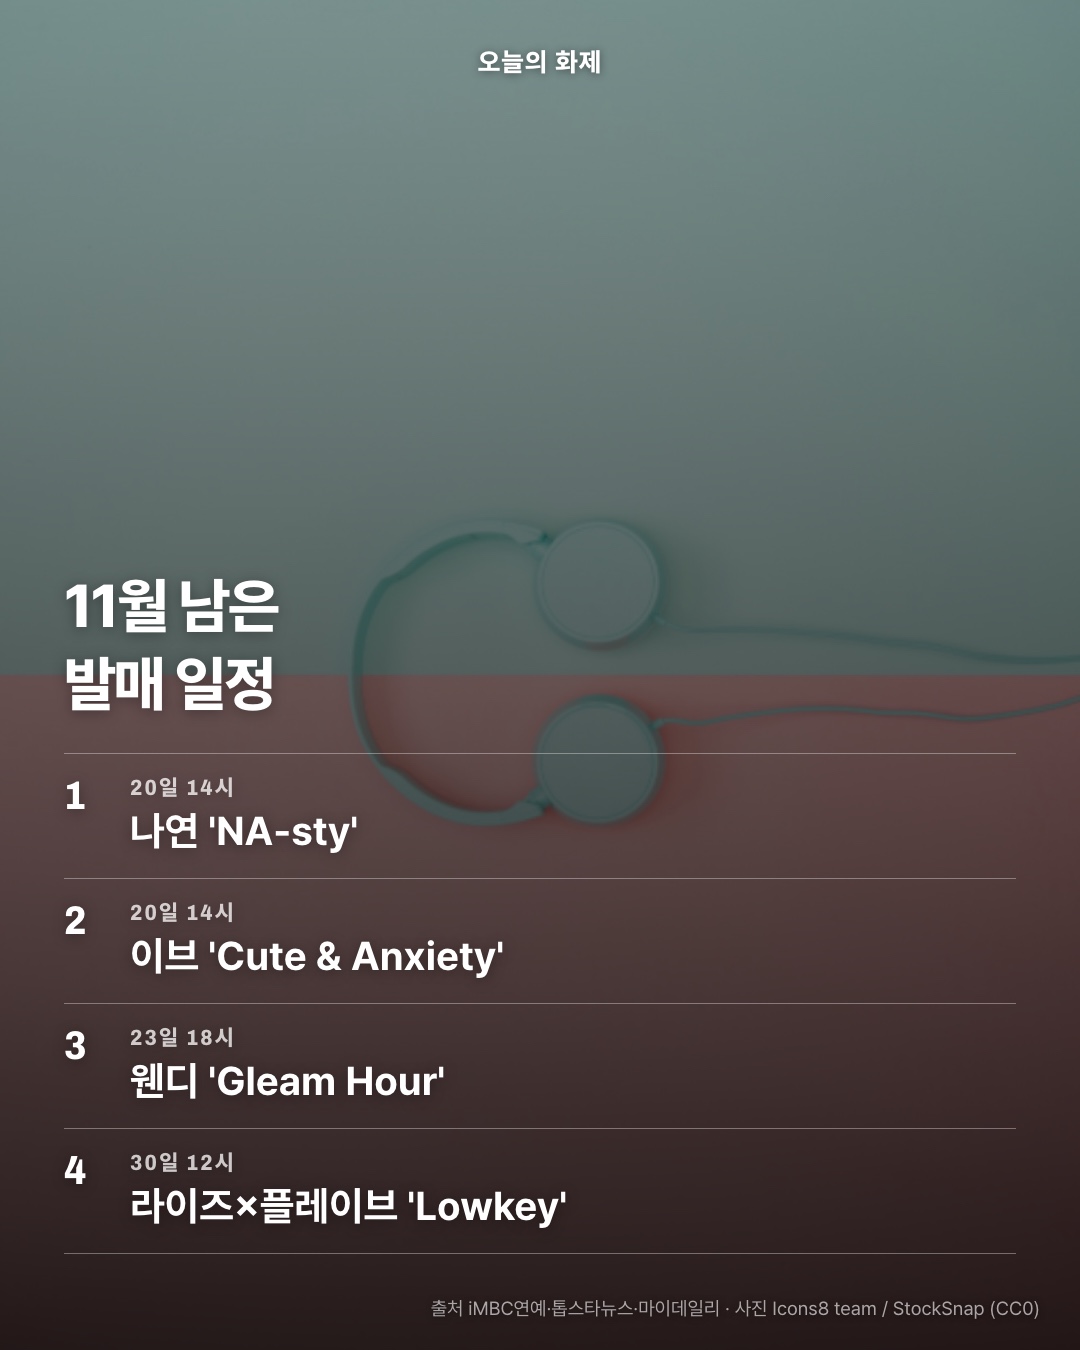 오늘의 화제
11월 남은
발매 일정
1
20일 14시
나연 'NA-sty'
2
20일 14시
이브 'Cute & Anxiety'
3
23일 18시
웬디 'Gleam Hour'
4
30일 12시
라이즈×플레이브 'Lowkey'
출처 iMBC연예·톱스타뉴스·마이데일리 · 사진 Icons8 team / StockSnap (CC0)